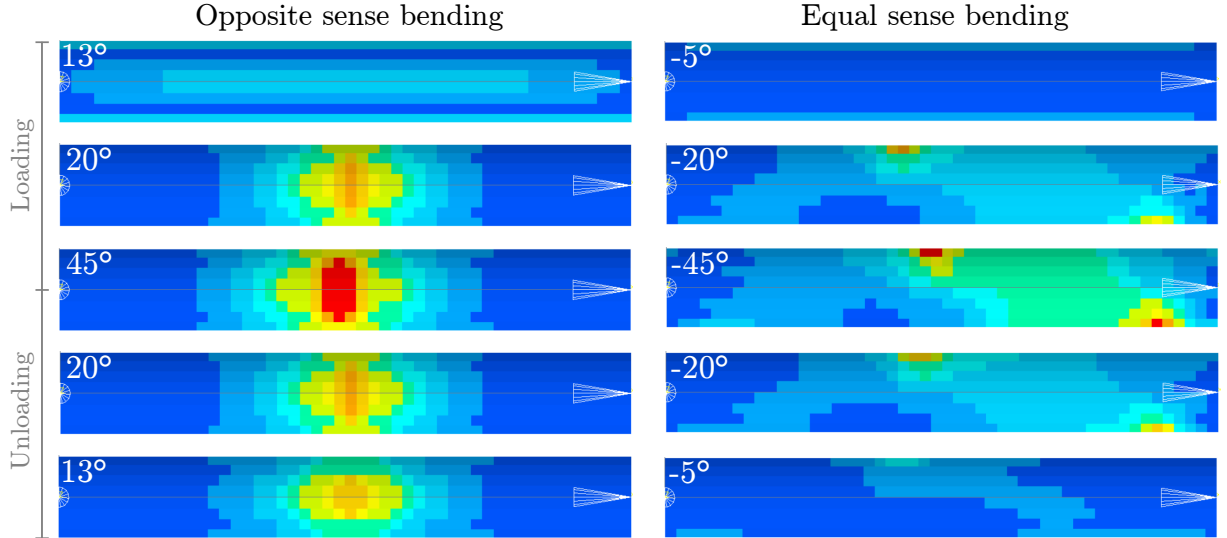 Opposite sense bending
Equal sense bending
Loading
Unloading
13°
-5°
20°
-20°
45°
-45°
20°
-20°
13°
-5°